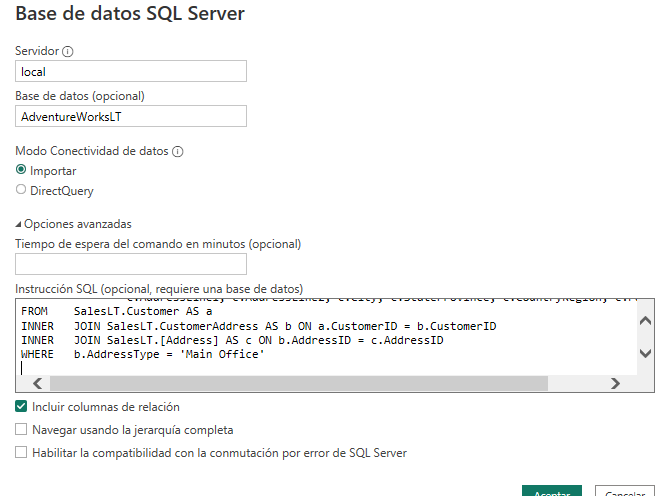 Base de datos SQL Server
Servidor
local
Base de datos (opcional)
AdventureWorksLT
Modo Conectividad de datos
Importar
DirectQuery
Opciones avanzadas
Tiempo de espera del comando en minutos (opcional)
Instrucción SQL (opcional, requiere una base de datos)
FROM SalesLT.Customer AS a
INNER JOIN SalesLT.CustomerAddress AS b ON a.CustomerID = b.CustomerID
INNER JOIN SalesLT.[Address] AS c ON b.AddressID = c.AddressID
WHERE b.AddressType = 'Main Office'
Incluir columnas de relación
Navegar usando la jerarquía completa
Habilitar la compatibilidad con la conmutación por error de SQL Server
Aceptar Cancelar